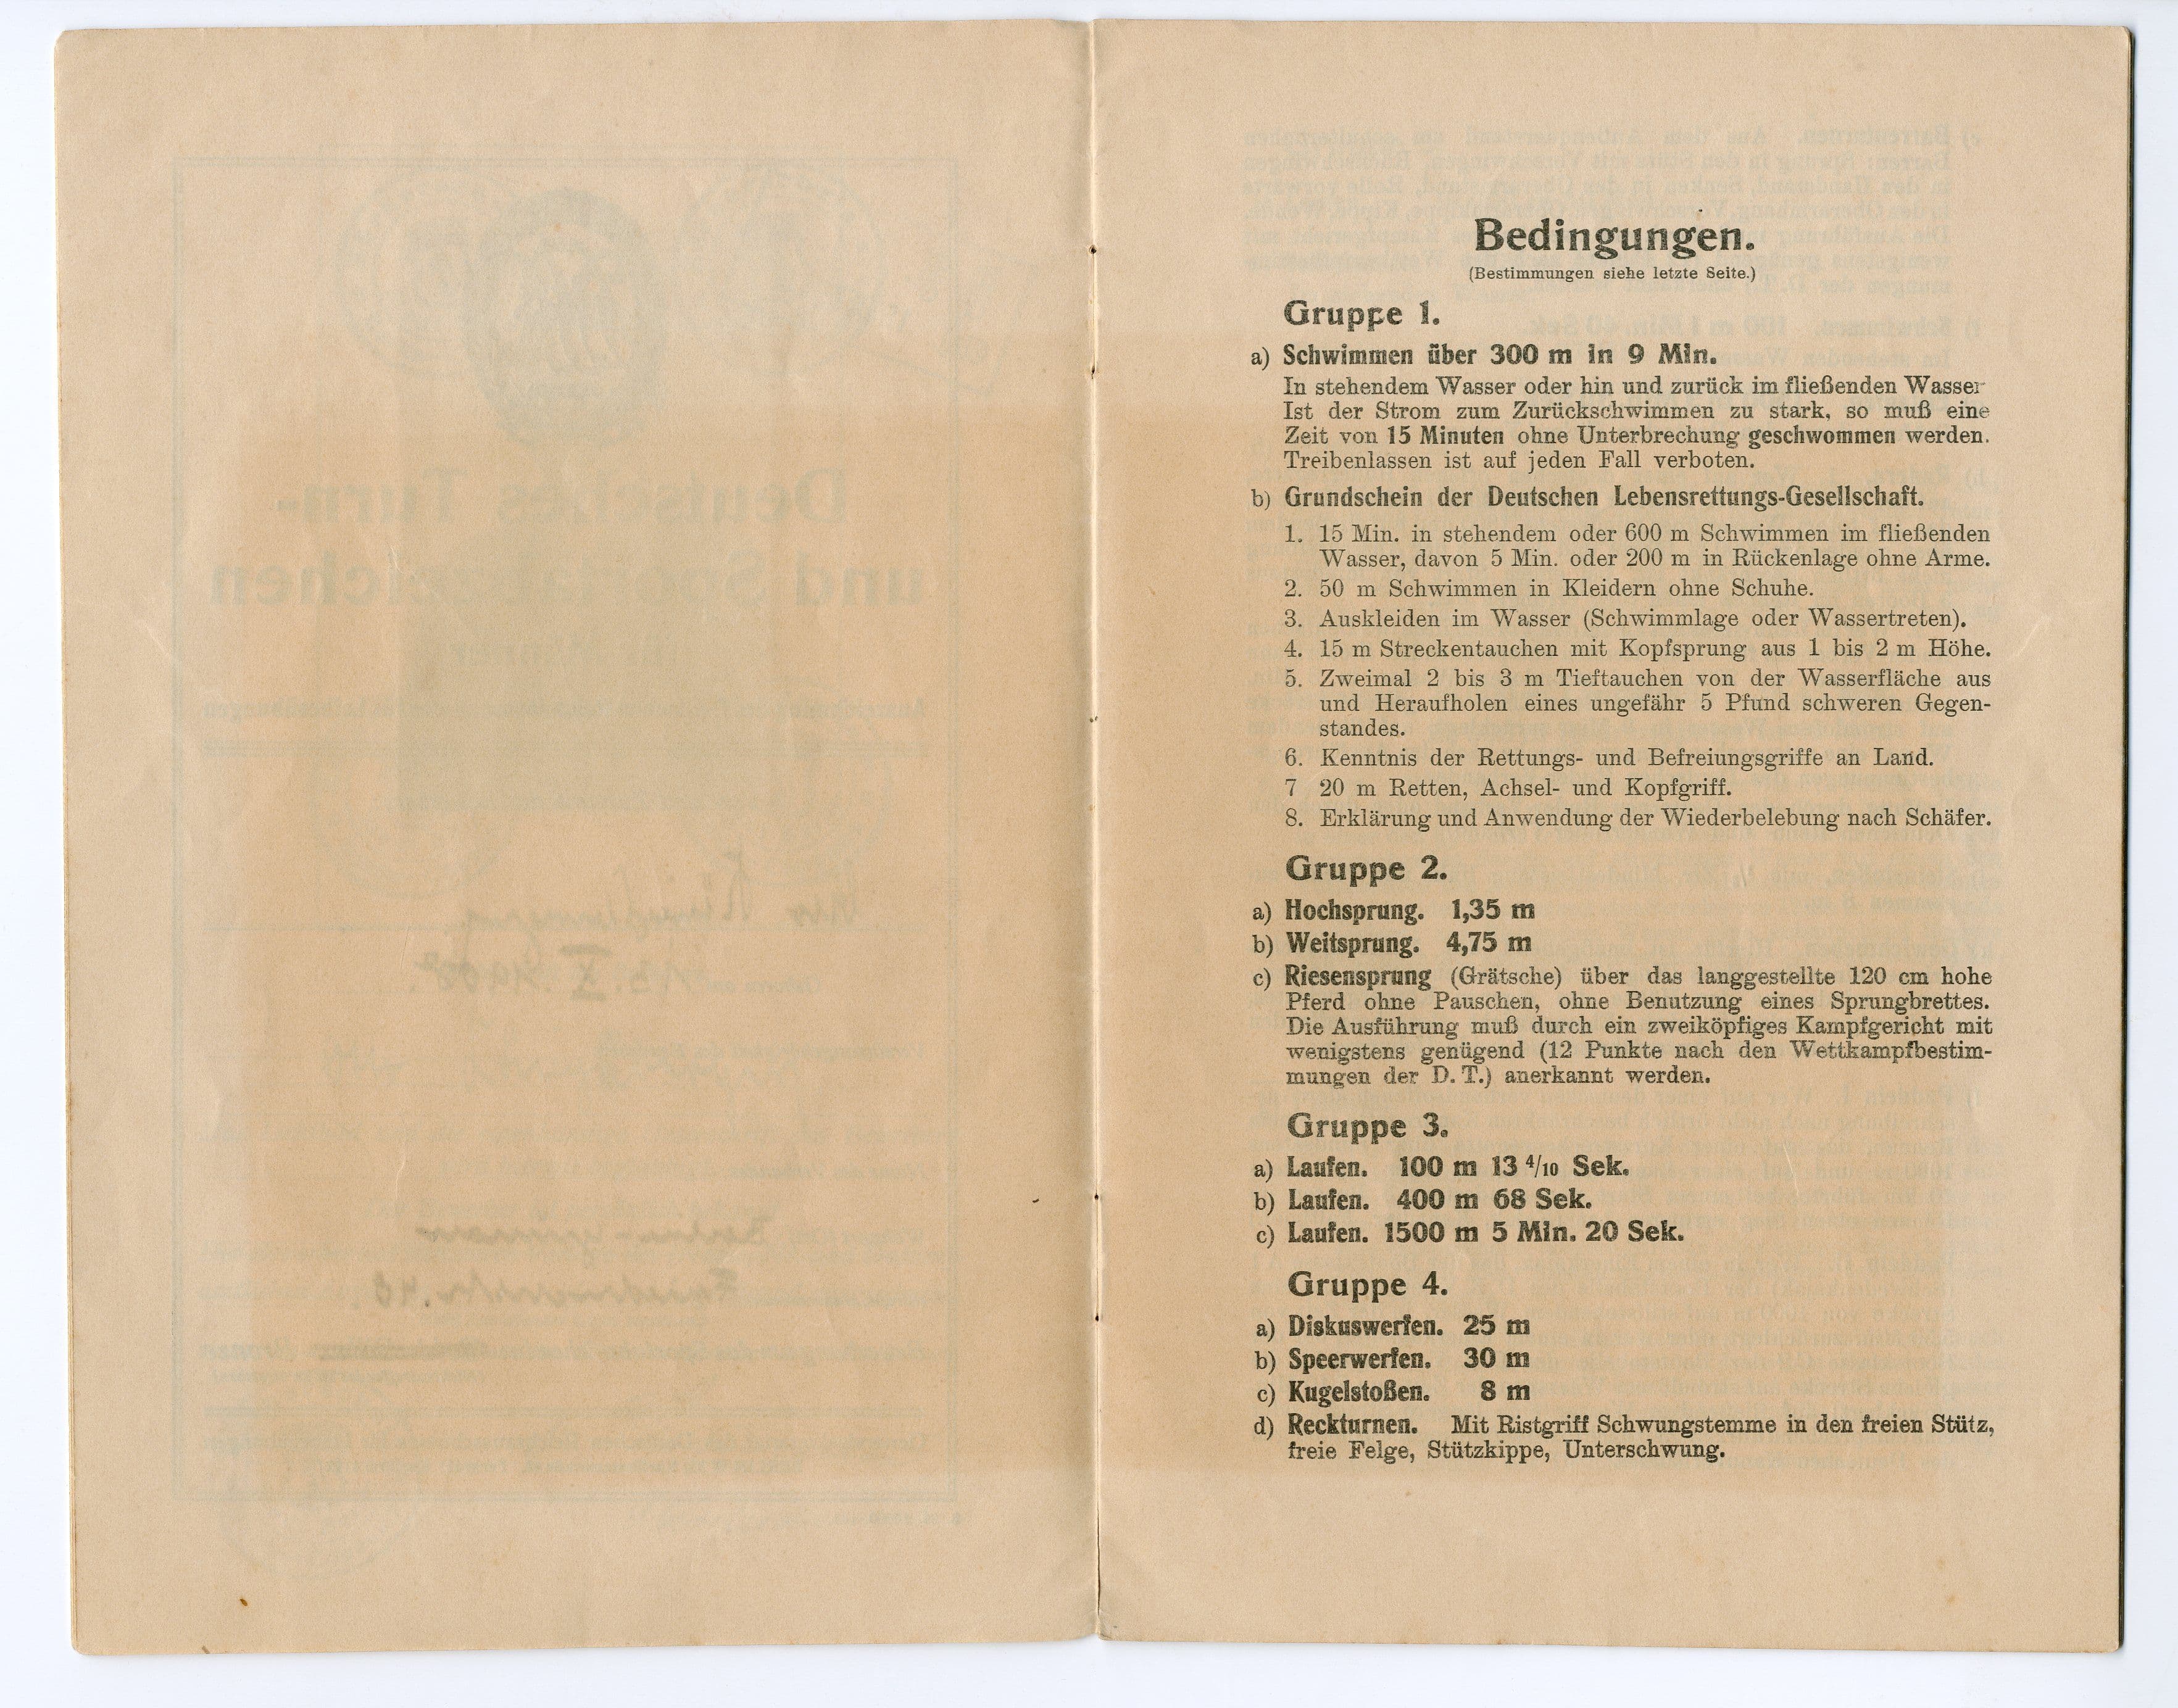 Bedingungen.
(Bestimmungen siehe letzte Seite.)
Gruppe 1.
a) Schwimmen über 300 m in 9 Min.
In stehendem Wasser oder hin und zurück im fließenden Wasser
Ist der Strom zum Zurückschwimmen zu stark, so muß eine
Zeit von 15 Minuten ohne Unterbrechung geschwommen werden.
Treibenlassen ist auf jeden Fall verboten.
b) Grundschein der Deutschen Lebensrettungs-Gesellschaft.
1. 15 Min. in stehendem oder 600 m Schwimmen im fließenden
Wasser, davon 5 Min. oder 200 m in Rückenlage ohne Arme.
2. 50 m Schwimmen in Kleidern ohne Schuhe.
3. Auskleiden im Wasser (Schwimmlage oder Wassertreten).
4. 15 m Streckentauchen mit Kopfsprung aus 1 bis 2 m Höhe.
5. Zweimal 2 bis 3 m Tieftauchen von der Wasserfläche aus
und Heraufholen eines ungefähr 5 Pfund schweren Gegen-
standes.
6. Kenntnis der Rettungs- und Befreiungsgriffe an Land.
7 20 m Retten, Achsel- und Kopfgriff.
8. Erklärung und Anwendung der Wiederbelebung nach Schäfer.
Gruppe 2.
a) Hochsprung. 1,35 m
b) Weitsprung. 4,75 m
c) Riesensprung (Grätsche) über das langgestellte 120 cm hohe
Pferd ohne Pauschen, ohne Benutzung eines Sprungbrettes.
Die Ausführung muß durch ein zweiköpfiges Kampfgericht mit
wenigstens genügend (12 Punkte nach den Wettkampfbestim-
mungen der D. T.) anerkannt werden.
Gruppe 3.
a) Laufen. 100 m 13 4/10 Sek.
b) Laufen. 400 m 68 Sek.
c) Laufen. 1500 m 5 Min. 20 Sek.
Gruppe 4.
a) Diskuswerfen. 25 m
b) Speerwerfen. 30 m
c) Kugelstoßen. 8 m
d) Reckturnen. Mit Ristgriff Schwungstemme in den freien Stütz,
freie Felge, Stützkippe, Unterschwung.